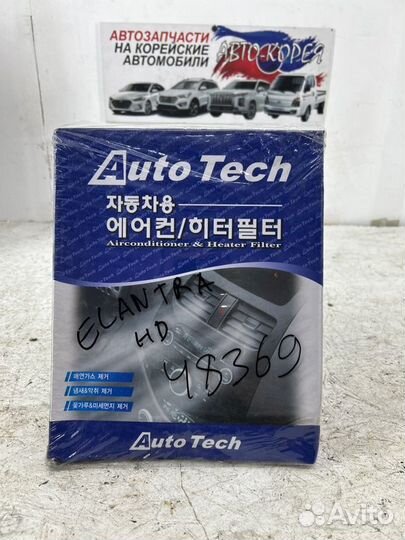 АВТОЗАПЧАСТИ
НА КОРЕЙСКИЕ
АВТОМОБИЛИ
АВТО-КОРЕЯ
Auto Tech
자동차용
에어컨/히터필터
Airconditioner & Heater Filter
ELANTRA
HD
48369
배연가스 제거
냄새&악취 제거
꽃가루&미세먼지 제거
Auto Tech
Avito